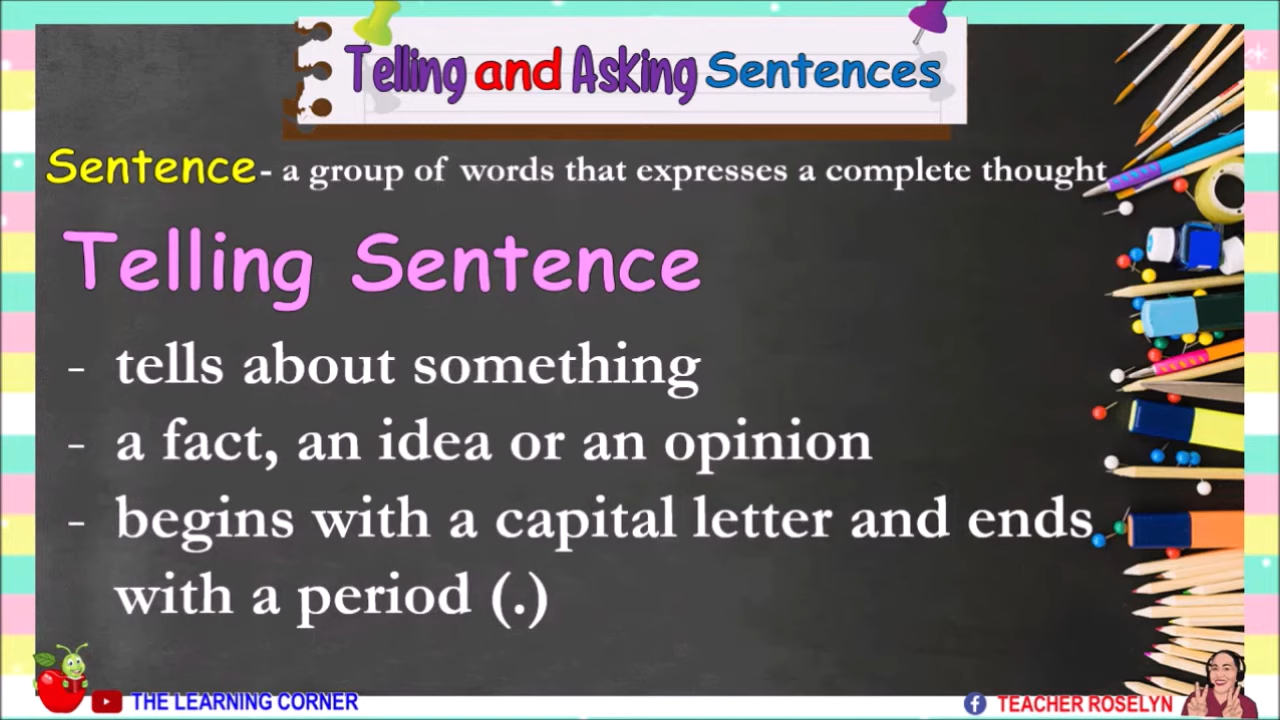 Telling and Asking Sentences
Sentence - a group of words that expresses a complete thought
Telling Sentence
- tells about something
- a fact, an idea or an opinion
- begins with a capital letter and ends
with a period (.)
THE LEARNING CORNER
TEACHER ROSELYN